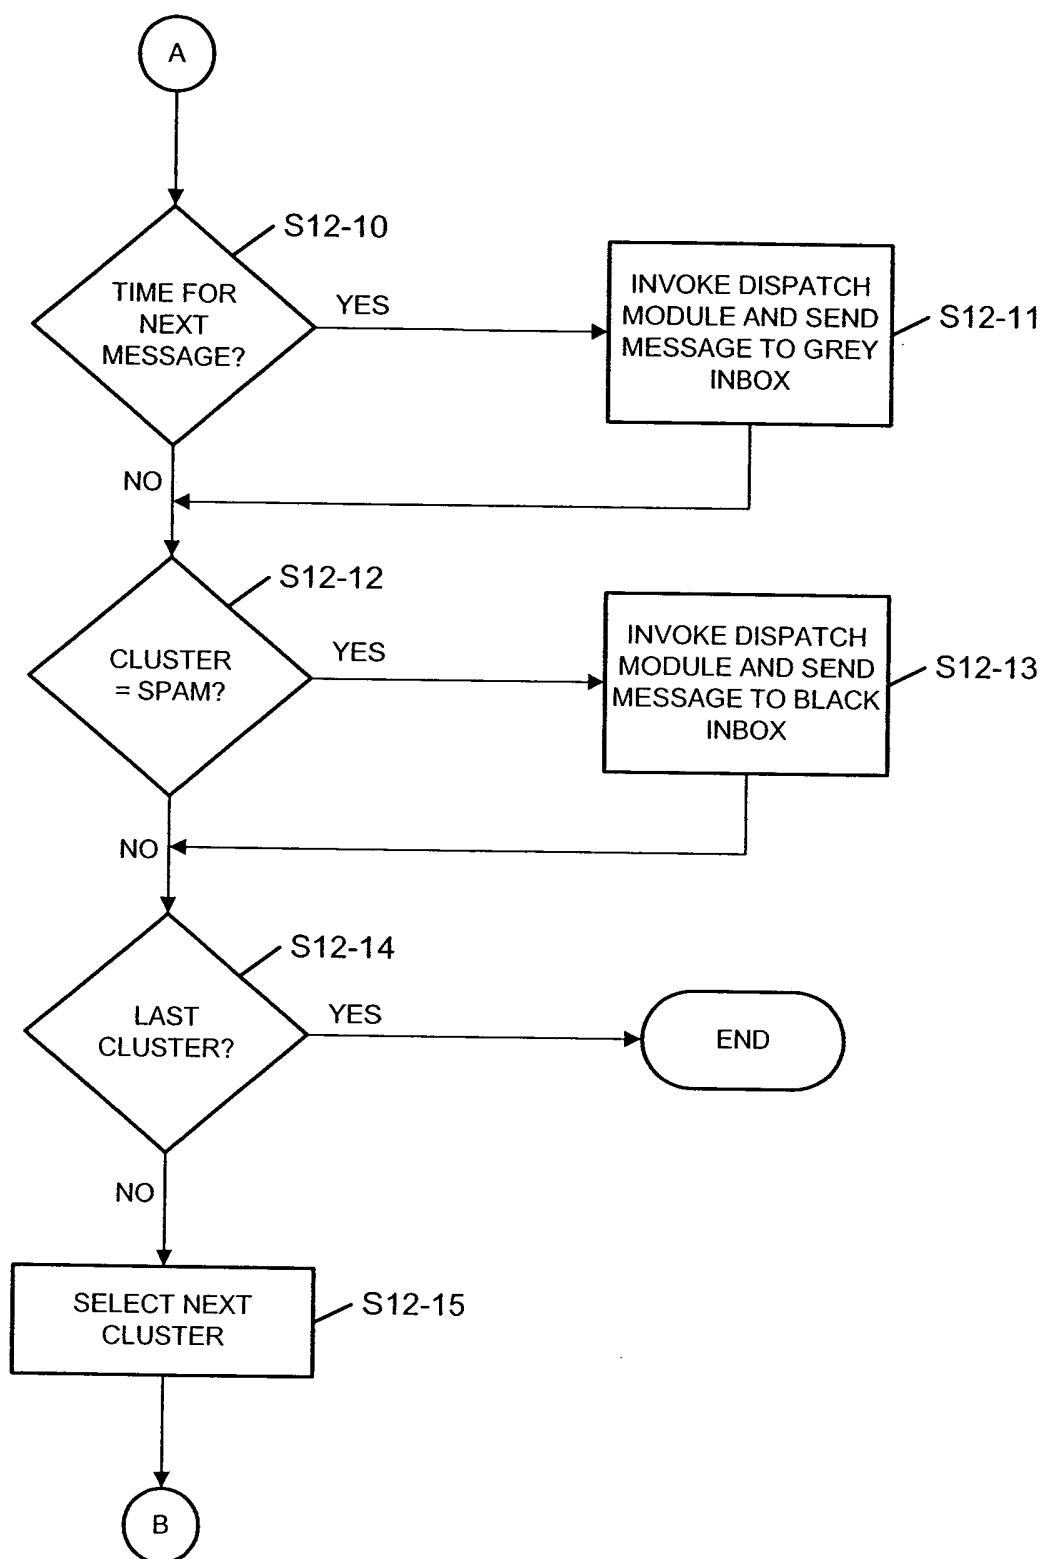 A
S12-10
TIME FOR
NEXT
MESSAGE?
YES
INVOKE DISPATCH
MODULE AND SEND
MESSAGE TO GREY
INBOX
S12-11
NO
S12-12
CLUSTER
= SPAM?
YES
INVOKE DISPATCH
MODULE AND SEND
MESSAGE TO BLACK
INBOX
S12-13
NO
S12-14
LAST
CLUSTER?
YES
END
NO
SELECT NEXT
CLUSTER
S12-15
B